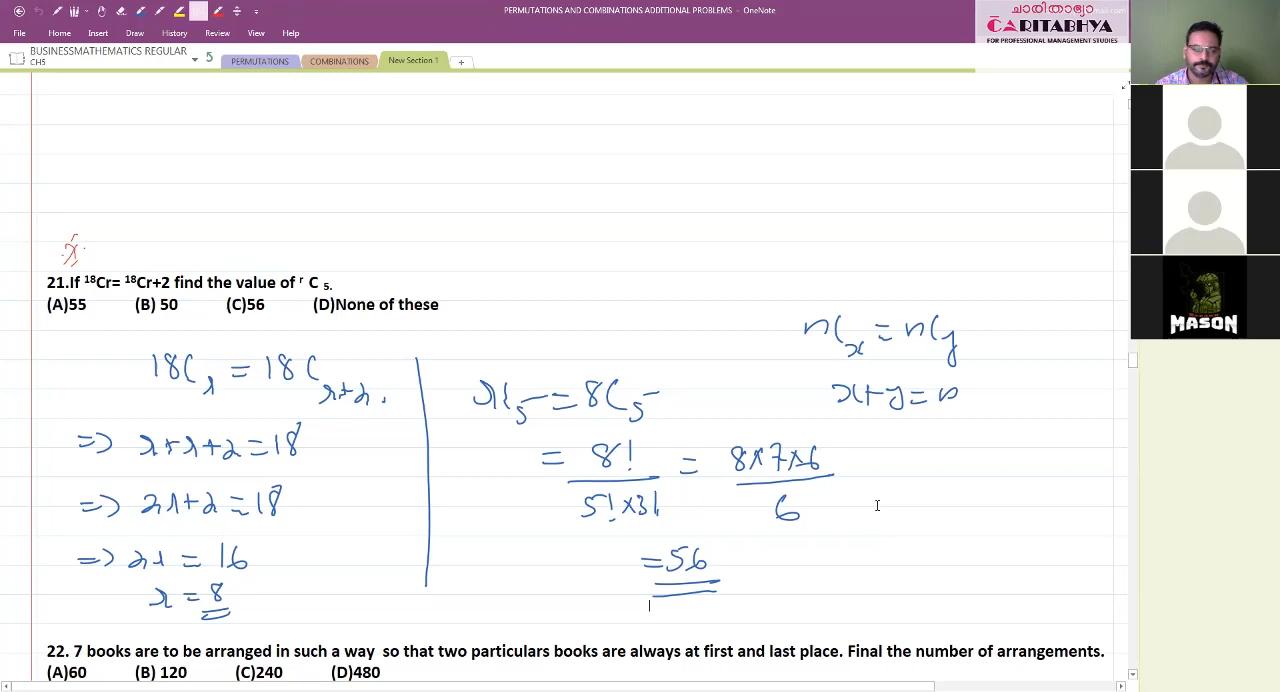 PERMUTATIONS AND COMBINATIONS ADDITIONAL PROBLEMS - OneNote
ചാരിതാഭ്യാ
CARITABHYA
FOR PROFESSIONAL MANAGEMENT STUDIES
File Home Insert Draw History Review View Help
BUSINESSMATHEMATICS REGULAR
CH5
PERMUTATIONS COMBINATIONS New Section 1
21.If ¹⁸Cr= ¹⁸Cr+2 find the value of ʳ C ₅.
(A)55 (B) 50 (C)56 (D)None of these
nCx = nCy
x+y=n
18Cr = 18Cr+2.
=> r+r+2=18
=> 2r+2=18
=> 2r = 16
r = 8
rC5 = 8C5
= 8! / 5!×3! = 8×7×6 / 6
=56
MASON
22. 7 books are to be arranged in such a way so that two particulars books are always at first and last place. Final the number of arrangements.
(A)60 (B) 120 (C)240 (D)480